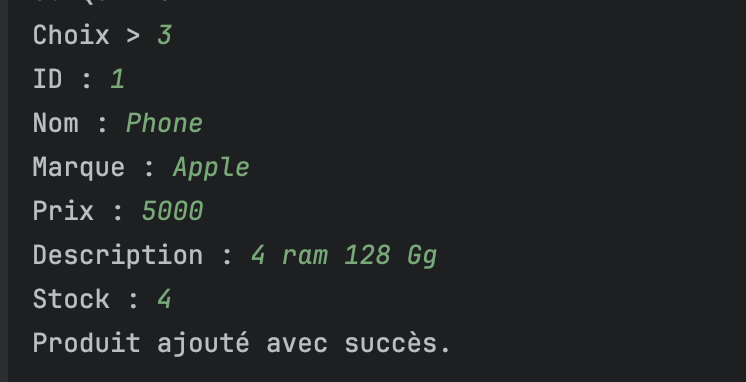 Choix > 3
ID : 1
Nom : Phone
Marque : Apple
Prix : 5000
Description : 4 ram 128 Gg
Stock : 4
Produit ajouté avec succès.